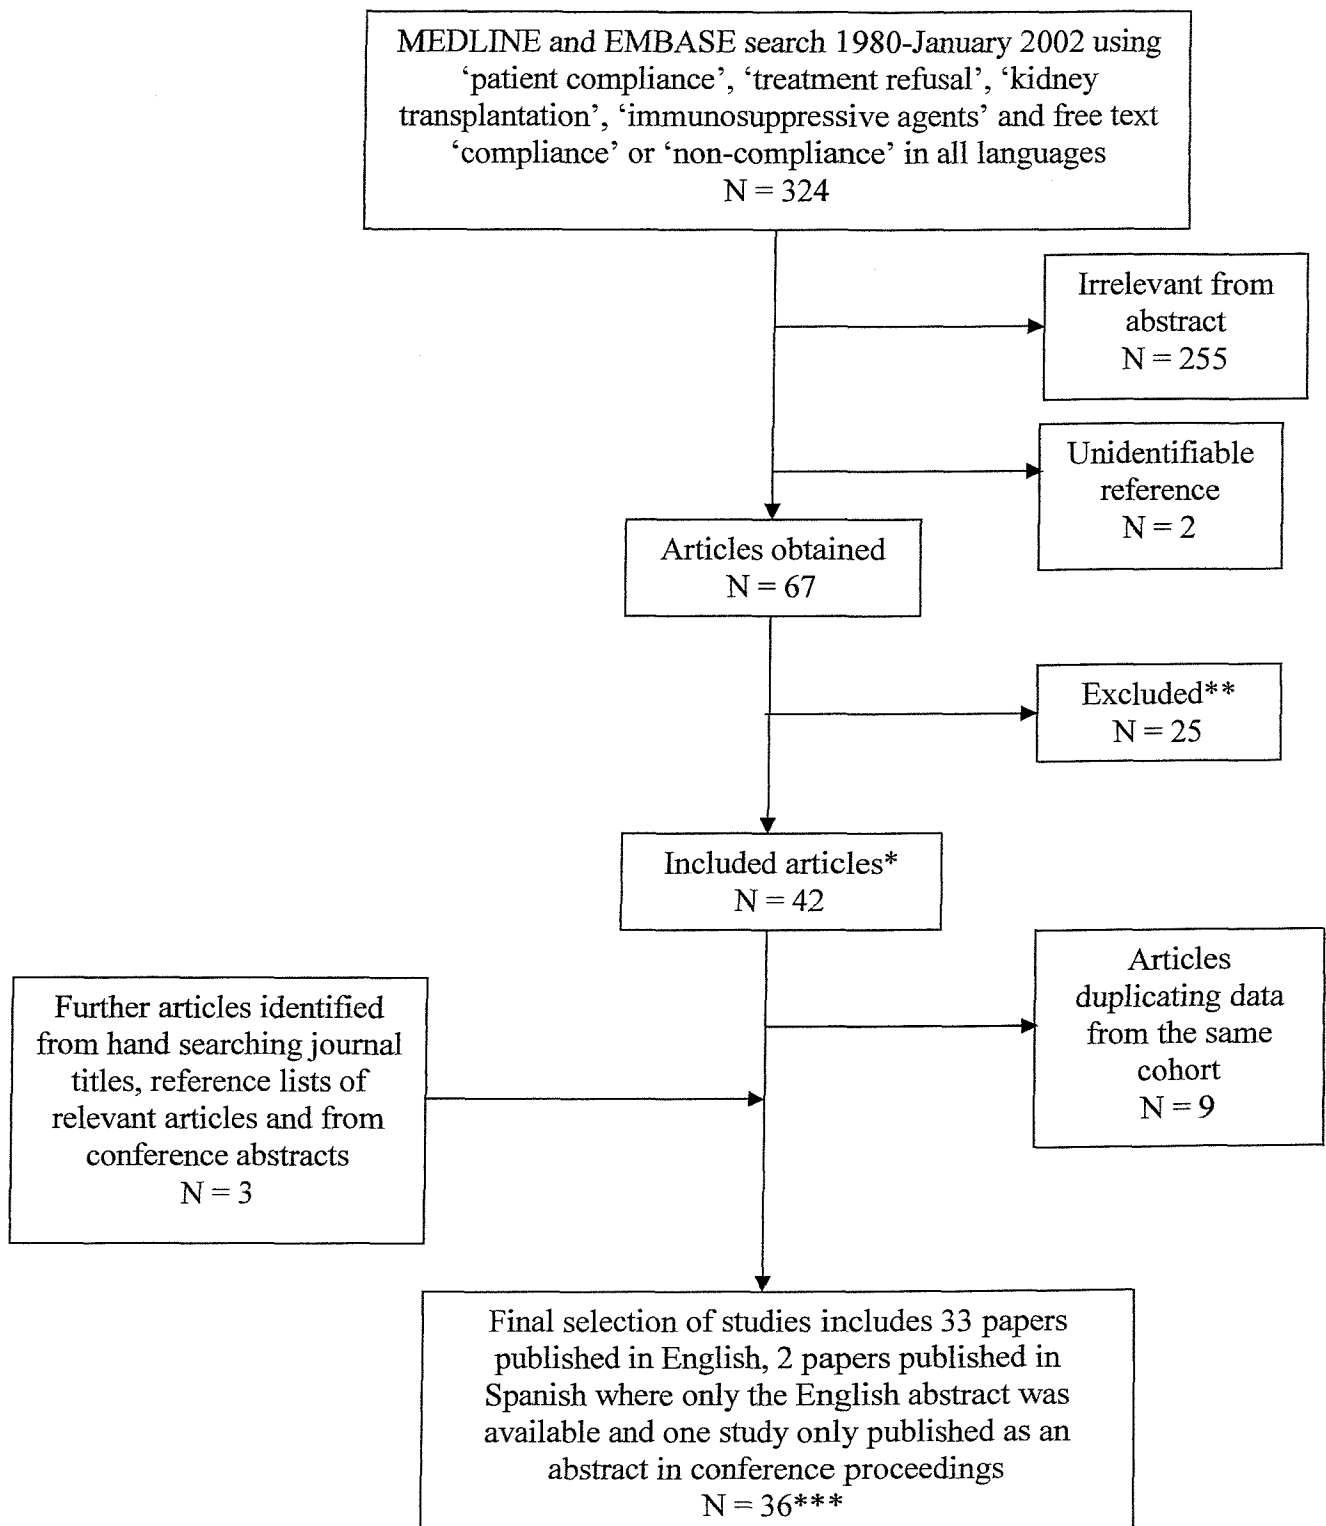 MEDLINE and EMBASE search 1980-January 2002 using
‘patient compliance’, ‘treatment refusal’, ‘kidney
transplantation’, ‘immunosuppressive agents’ and free text
‘compliance’ or ‘non-compliance’ in all languages
N = 324
Irrelevant from
abstract
N = 255
Unidentifiable
reference
N = 2
Articles obtained
N = 67
Excluded**
N = 25
Included articles*
N = 42
Articles
duplicating data
from the same
cohort
N = 9
Further articles identified
from hand searching journal
titles, reference lists of
relevant articles and from
conference abstracts
N = 3
Final selection of studies includes 33 papers
published in English, 2 papers published in
Spanish where only the English abstract was
available and one study only published as an
abstract in conference proceedings
N = 36***